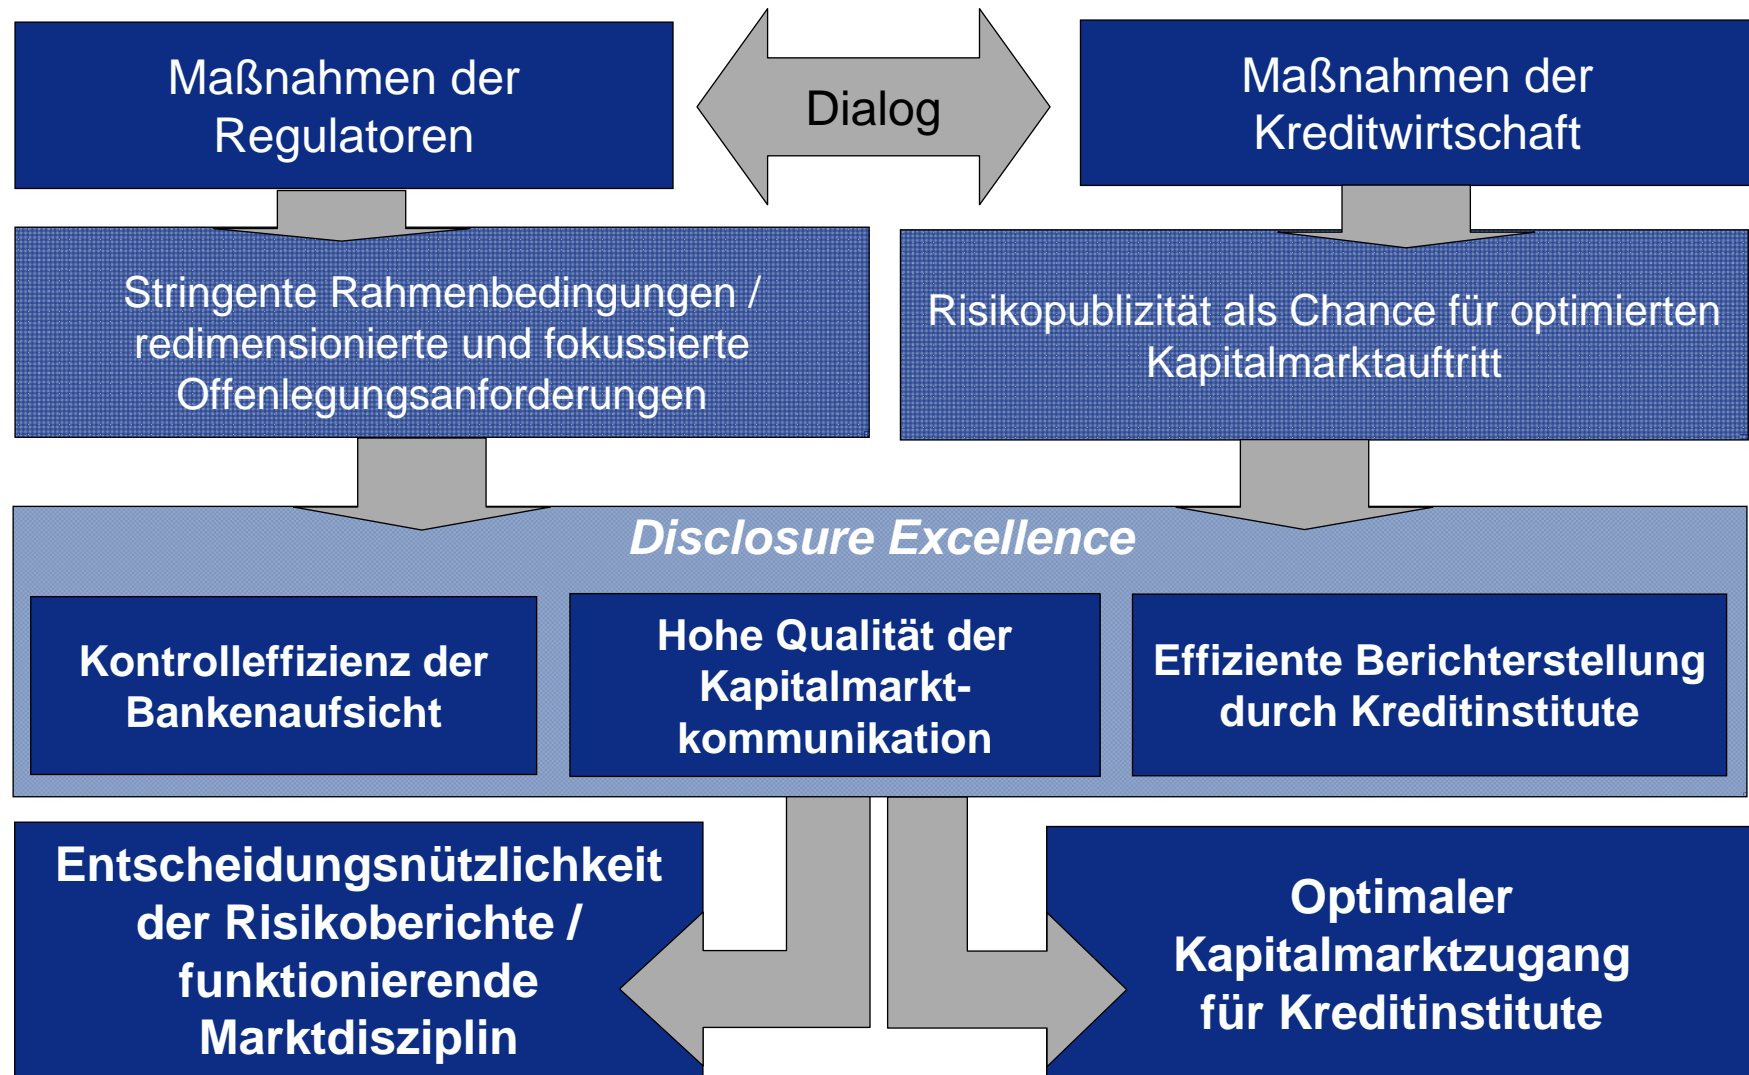 Maßnahmen der
Regulatoren
Dialog
Maßnahmen der
Kreditwirtschaft
Stringente Rahmenbedingungen /
redimensionierte und fokussierte
Offenlegungsanforderungen
Risikopublizität als Chance für optimierten
Kapitalmarktauftritt
Disclosure Excellence
Kontrolleffizienz der
Bankenaufsicht
Hohe Qualität der
Kapitalmarkt-
kommunikation
Effiziente Berichterstellung
durch Kreditinstitute
Entscheidungsnützlichkeit
der Risikoberichte /
funktionierende
Marktdisziplin
Optimaler
Kapitalmarktzugang
für Kreditinstitute